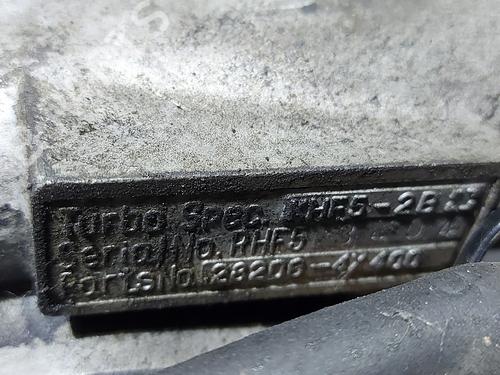 Turbo Spec. RHF5-2B
Serial No. RHF5
Parts No. 28200-4X400